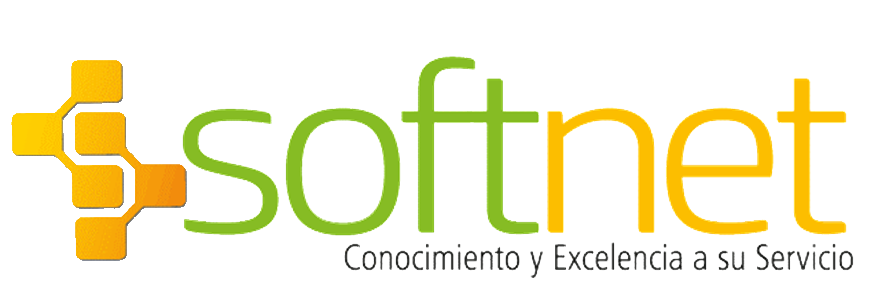 softnet
Conocimiento y Excelencia a su Servicio